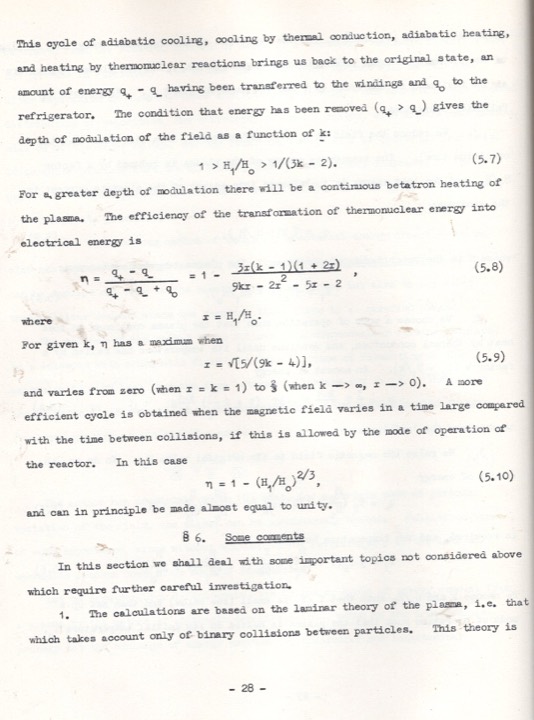 This cycle of adiabatic cooling, cooling by thermal conduction, adiabatic heating,
and heating by thermonuclear reactions brings us back to the original state, an
amount of energy q₊ - q₋ having been transferred to the windings and q₀ to the
refrigerator. The condition that energy has been removed (q₊ > q₋) gives the
depth of modulation of the field as a function of k:
1 > H₁/H₀ > 1/(3k - 2). (5.7)
For a greater depth of modulation there will be a continuous betatron heating of
the plasma. The efficiency of the transformation of thermonuclear energy into
electrical energy is
η = (q₊ - q₋)/(q₊ - q₋ + q₀) = 1 - 3x(k - 1)(1 + 2x)/(9kx - 2x² - 5x - 2) , (5.8)
where x = H₁/H₀.
For given k, η has a maximum when
x = √[5/(9k - 4)], (5.9)
and varies from zero (when x = k = 1) to (when k —> ∞, x —> 0). A more
efficient cycle is obtained when the magnetic field varies in a time large compared
with the time between collisions, if this is allowed by the mode of operation of
the reactor. In this case
η = 1 - (H₁/H₀)^2/3, (5.10)
and can in principle be made almost equal to unity.
§ 6. Some comments
In this section we shall deal with some important topics not considered above
which require further careful investigation.
1. The calculations are based on the laminar theory of the plasma, i.e. that
which takes account only of binary collisions between particles. This theory is
- 28 -